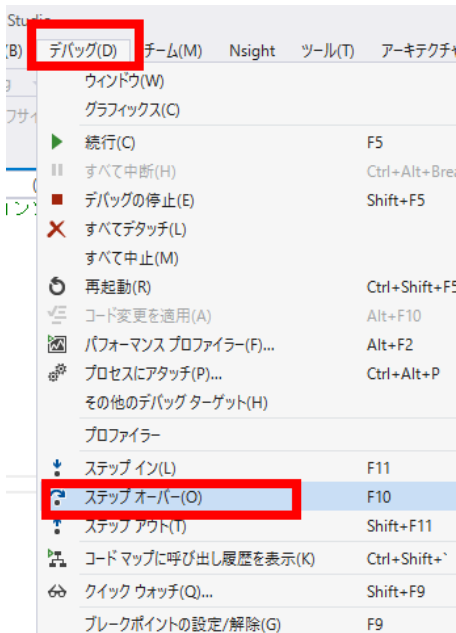 Studio
(B) デバッグ(D) チーム(M) Nsight ツール(T) アーキテクチャ
ウィンドウ(W)
グラフィックス(C)
続行(C) F5
すべて中断(H) Ctrl+Alt+Brea
デバッグの停止(E) Shift+F5
すべてデタッチ(L)
すべて中止(M)
再起動(R) Ctrl+Shift+F5
コード変更を適用(A) Alt+F10
パフォーマンス プロファイラー(F)... Alt+F2
プロセスにアタッチ(P)... Ctrl+Alt+P
その他のデバッグ ターゲット(H)
プロファイラー
ステップ イン(L) F11
ステップ オーバー(O) F10
ステップ アウト(T) Shift+F11
コード マップに呼び出し履歴を表示(K) Ctrl+Shift+`
クイック ウォッチ(Q)... Shift+F9
ブレークポイントの設定/解除(G) F9